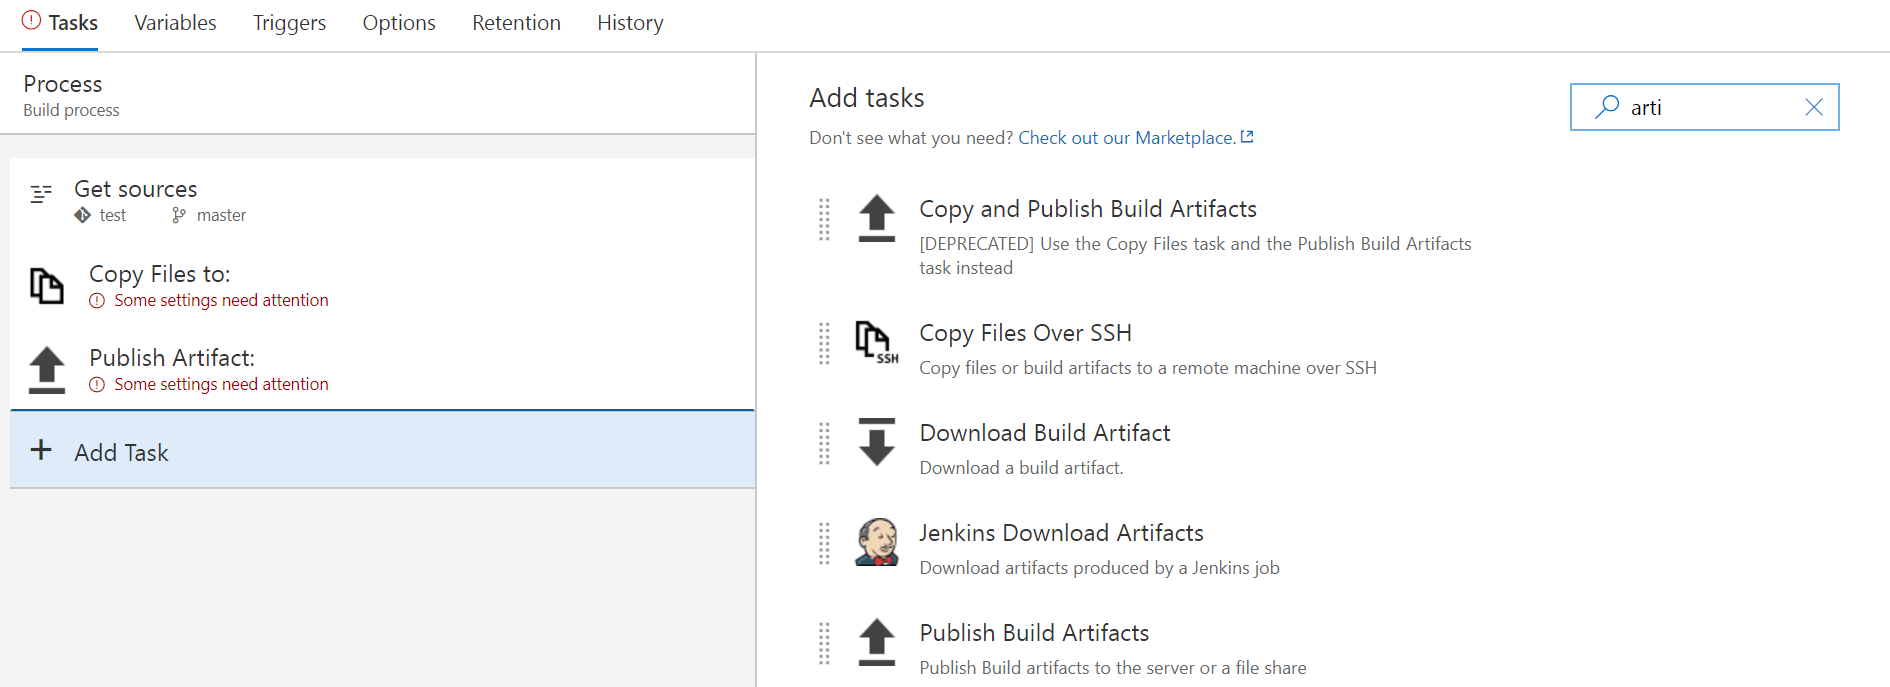 Tasks Variables Triggers Options Retention History
Process
Build process
Get sources
test master
Copy Files to:
Some settings need attention
Publish Artifact:
Some settings need attention
+ Add Task
Add tasks
arti
Don't see what you need? Check out our Marketplace.
Copy and Publish Build Artifacts
[DEPRECATED] Use the Copy Files task and the Publish Build Artifacts
task instead
SSH
Copy Files Over SSH
Copy files or build artifacts to a remote machine over SSH
Download Build Artifact
Download a build artifact.
Jenkins Download Artifacts
Download artifacts produced by a Jenkins job
Publish Build Artifacts
Publish Build artifacts to the server or a file share